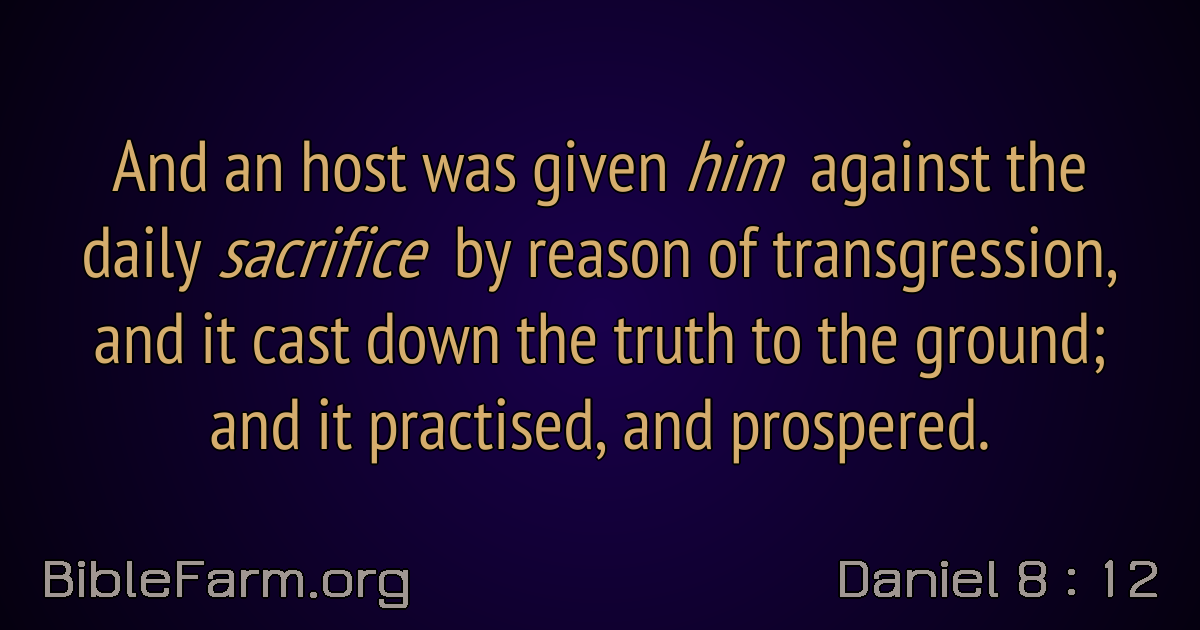 And an host was given him against the
daily sacrifice by reason of transgression,
and it cast down the truth to the ground;
and it practised, and prospered.
BibleFarm.org
Daniel 8 : 12